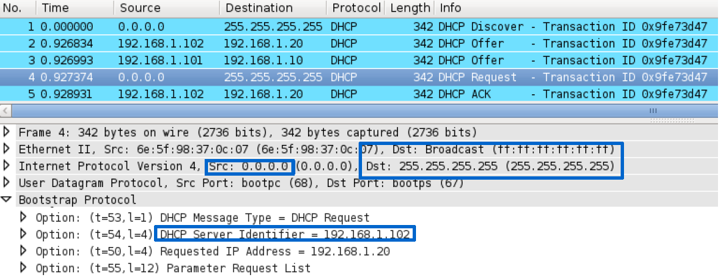 No. Time Source Destination Protocol Length Info
1 0.000000 0.0.0.0 255.255.255.255 DHCP 342 DHCP Discover - Transaction ID 0x9fe73d47
2 0.926834 192.168.1.102 192.168.1.20 DHCP 342 DHCP Offer - Transaction ID 0x9fe73d47
3 0.926993 192.168.1.101 192.168.1.10 DHCP 342 DHCP Offer - Transaction ID 0x9fe73d47
4 0.927374 0.0.0.0 255.255.255.255 DHCP 342 DHCP Request - Transaction ID 0x9fe73d47
5 0.928931 192.168.1.102 192.168.1.20 DHCP 342 DHCP ACK - Transaction ID 0x9fe73d47
Frame 4: 342 bytes on wire (2736 bits), 342 bytes captured (2736 bits)
Ethernet II, Src: 6e:5f:98:37:0c:07 (6e:5f:98:37:0c:07), Dst: Broadcast (ff:ff:ff:ff:ff:ff)
Internet Protocol Version 4, Src: 0.0.0.0 (0.0.0.0), Dst: 255.255.255.255 (255.255.255.255)
User Datagram Protocol, Src Port: bootpc (68), Dst Port: bootps (67)
Bootstrap Protocol
Option: (t=53,l=1) DHCP Message Type = DHCP Request
Option: (t=54,l=4) DHCP Server Identifier = 192.168.1.102
Option: (t=50,l=4) Requested IP Address = 192.168.1.20
Option: (t=55,l=12) Parameter Request List